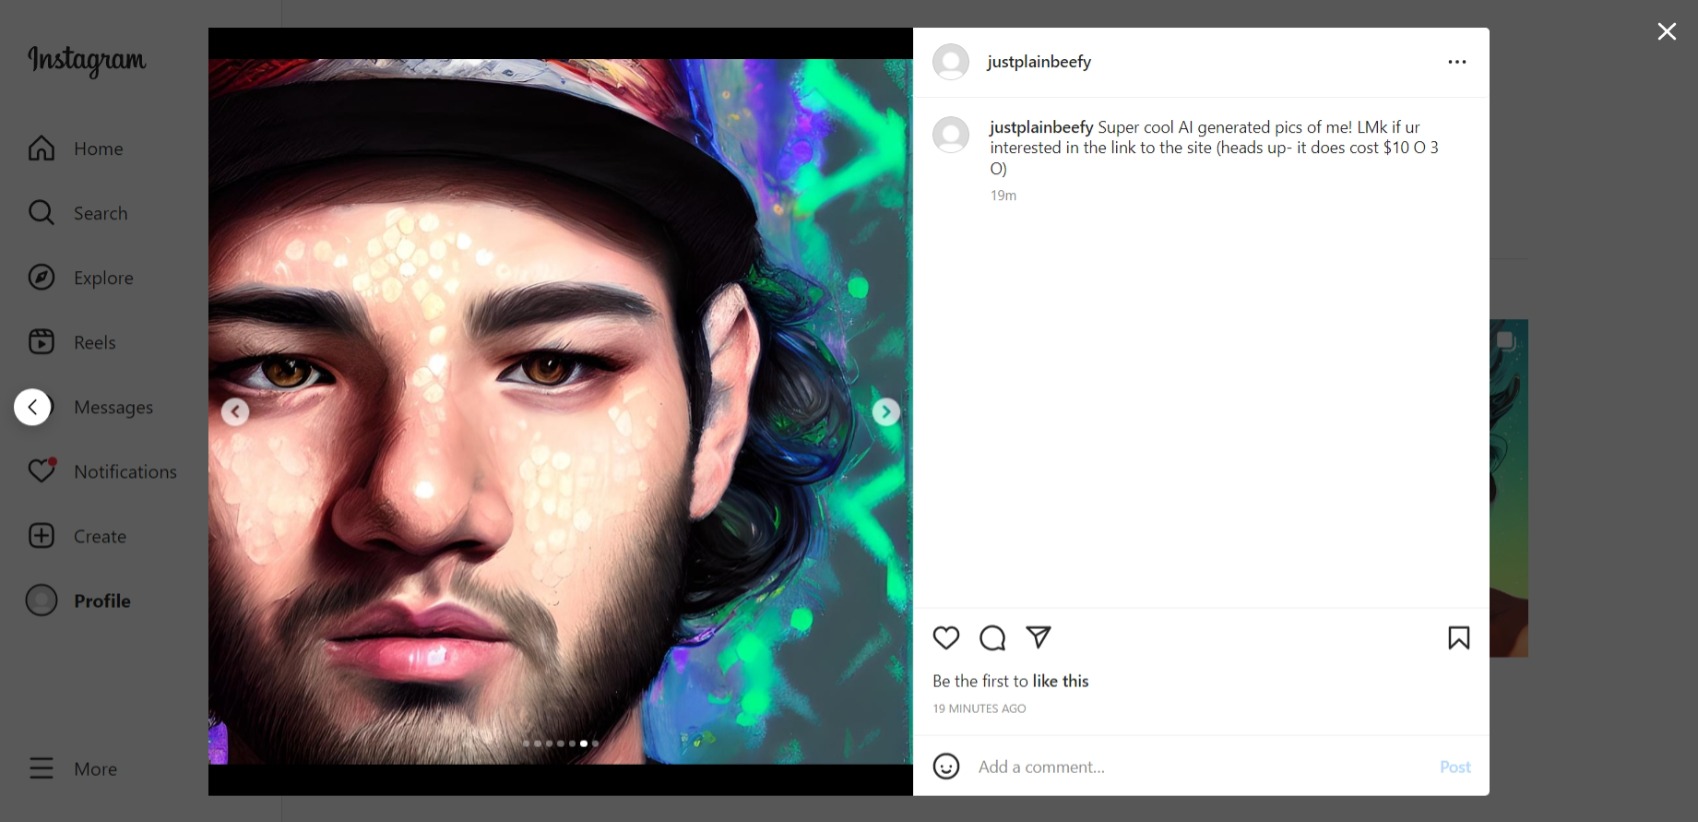 Instagram
Home
Search
Explore
Reels
Messages
Notifications
Create
Profile
More
justplainbeefy
justplainbeefy Super cool AI generated pics of me! LMk if ur
interested in the link to the site (heads up- it does cost $10 O 3
O)
19m
Be the first to like this
19 MINUTES AGO
Add a comment...
Post